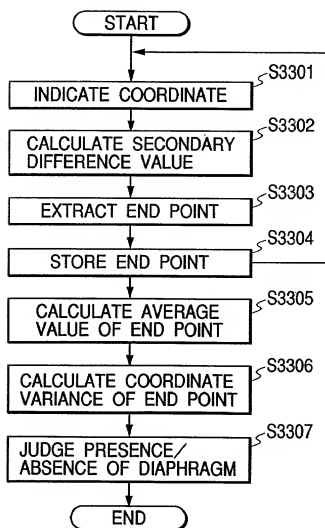 START
S3301
INDICATE COORDINATE
S3302
CALCULATE SECONDARY
DIFFERENCE VALUE
S3303
EXTRACT END POINT
S3304
STORE END POINT
S3305
CALCULATE AVERAGE
VALUE OF END POINT
S3306
CALCULATE COORDINATE
VARIANCE OF END POINT
S3307
JUDGE PRESENCE/
ABSENCE OF DIAPHRAGM
END